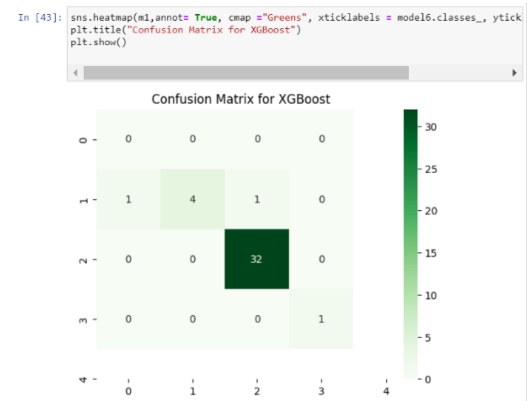 In [43]: sns.heatmap(m1,annot= True, cmap ="Greens", xticklabels = model6.classes_, ytick
plt.title("Confusion Matrix for XGBoost")
plt.show()
Confusion Matrix for XGBoost
0 0 0 0 0
1 1 4 1 0
2 0 0 32 0
3 0 0 0 1
4
0 1 2 3 4
30
25
20
15
10
5
0